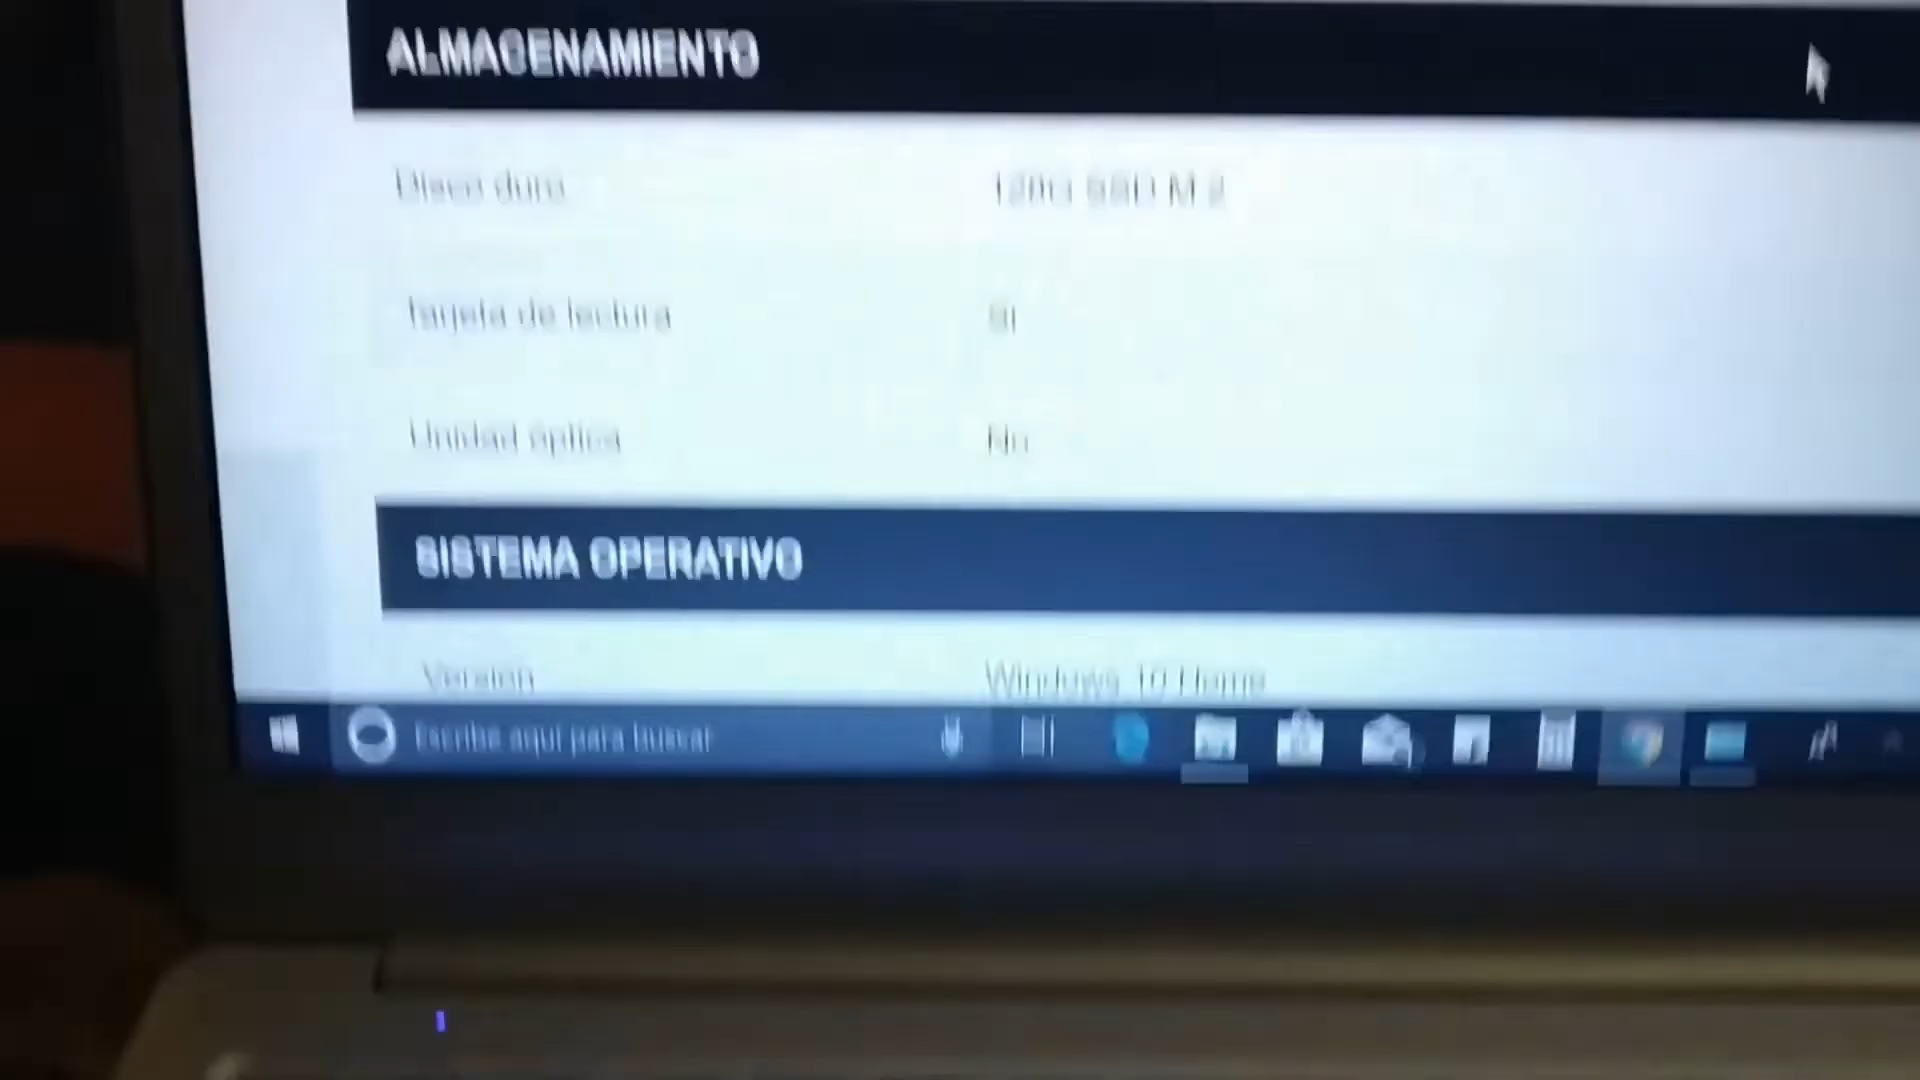 ALMACENAMIENTO
Disco duro 128G SSD M.2
Tarjeta de lectura SI
Unidad óptica No
SISTEMA OPERATIVO
Versión Windows 10 Home
Escribe aquí para buscar